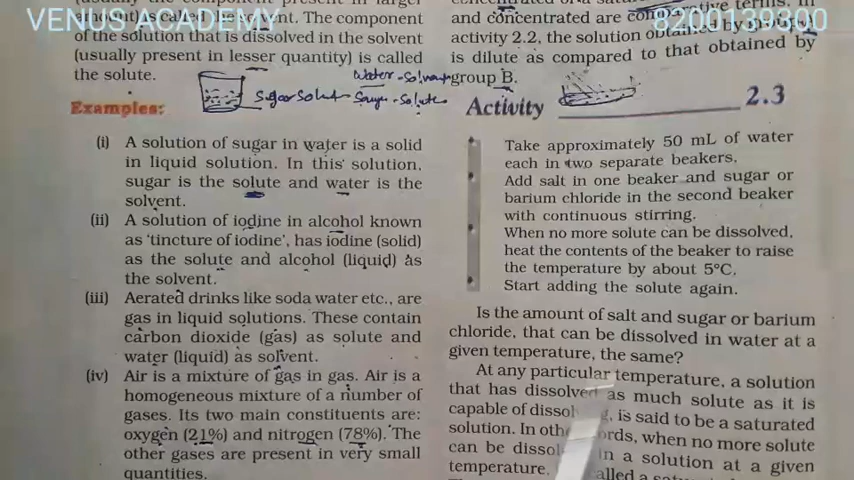 VENUS ACADEMY
8200139300
is called the solvent. The component
of the solution that is dissolved in the solvent
(usually present in lesser quantity) is called
the solute.
Water - Solvent
Sugar Solut - Sugar - Solute
Examples:
(i) A solution of sugar in water is a solid
in liquid solution. In this solution,
sugar is the solute and water is the
solvent.
(ii) A solution of iodine in alcohol known
as 'tincture of iodine', has iodine (solid)
as the solute and alcohol (liquid) as
the solvent.
(iii) Aerated drinks like soda water etc., are
gas in liquid solutions. These contain
carbon dioxide (gas) as solute and
water (liquid) as solvent.
(iv) Air is a mixture of gas in gas. Air is a
homogeneous mixture of a number of
gases. Its two main constituents are:
oxygen (21%) and nitrogen (78%). The
other gases are present in very small
quantities.
and concentrated are comparative terms. In
activity 2.2, the solution obtained by
is dilute as compared to that obtained by
group B.
Activity 2.3
Take approximately 50 mL of water
each in two separate beakers.
Add salt in one beaker and sugar or
barium chloride in the second beaker
with continuous stirring.
When no more solute can be dissolved,
heat the contents of the beaker to raise
the temperature by about 5°C.
Start adding the solute again.
Is the amount of salt and sugar or barium
chloride, that can be dissolved in water at a
given temperature, the same?
At any particular temperature, a solution
that has dissolved as much solute as it is
capable of is said to be a saturated
solution. In when no more solute
can be in a solution at a given
temperature.